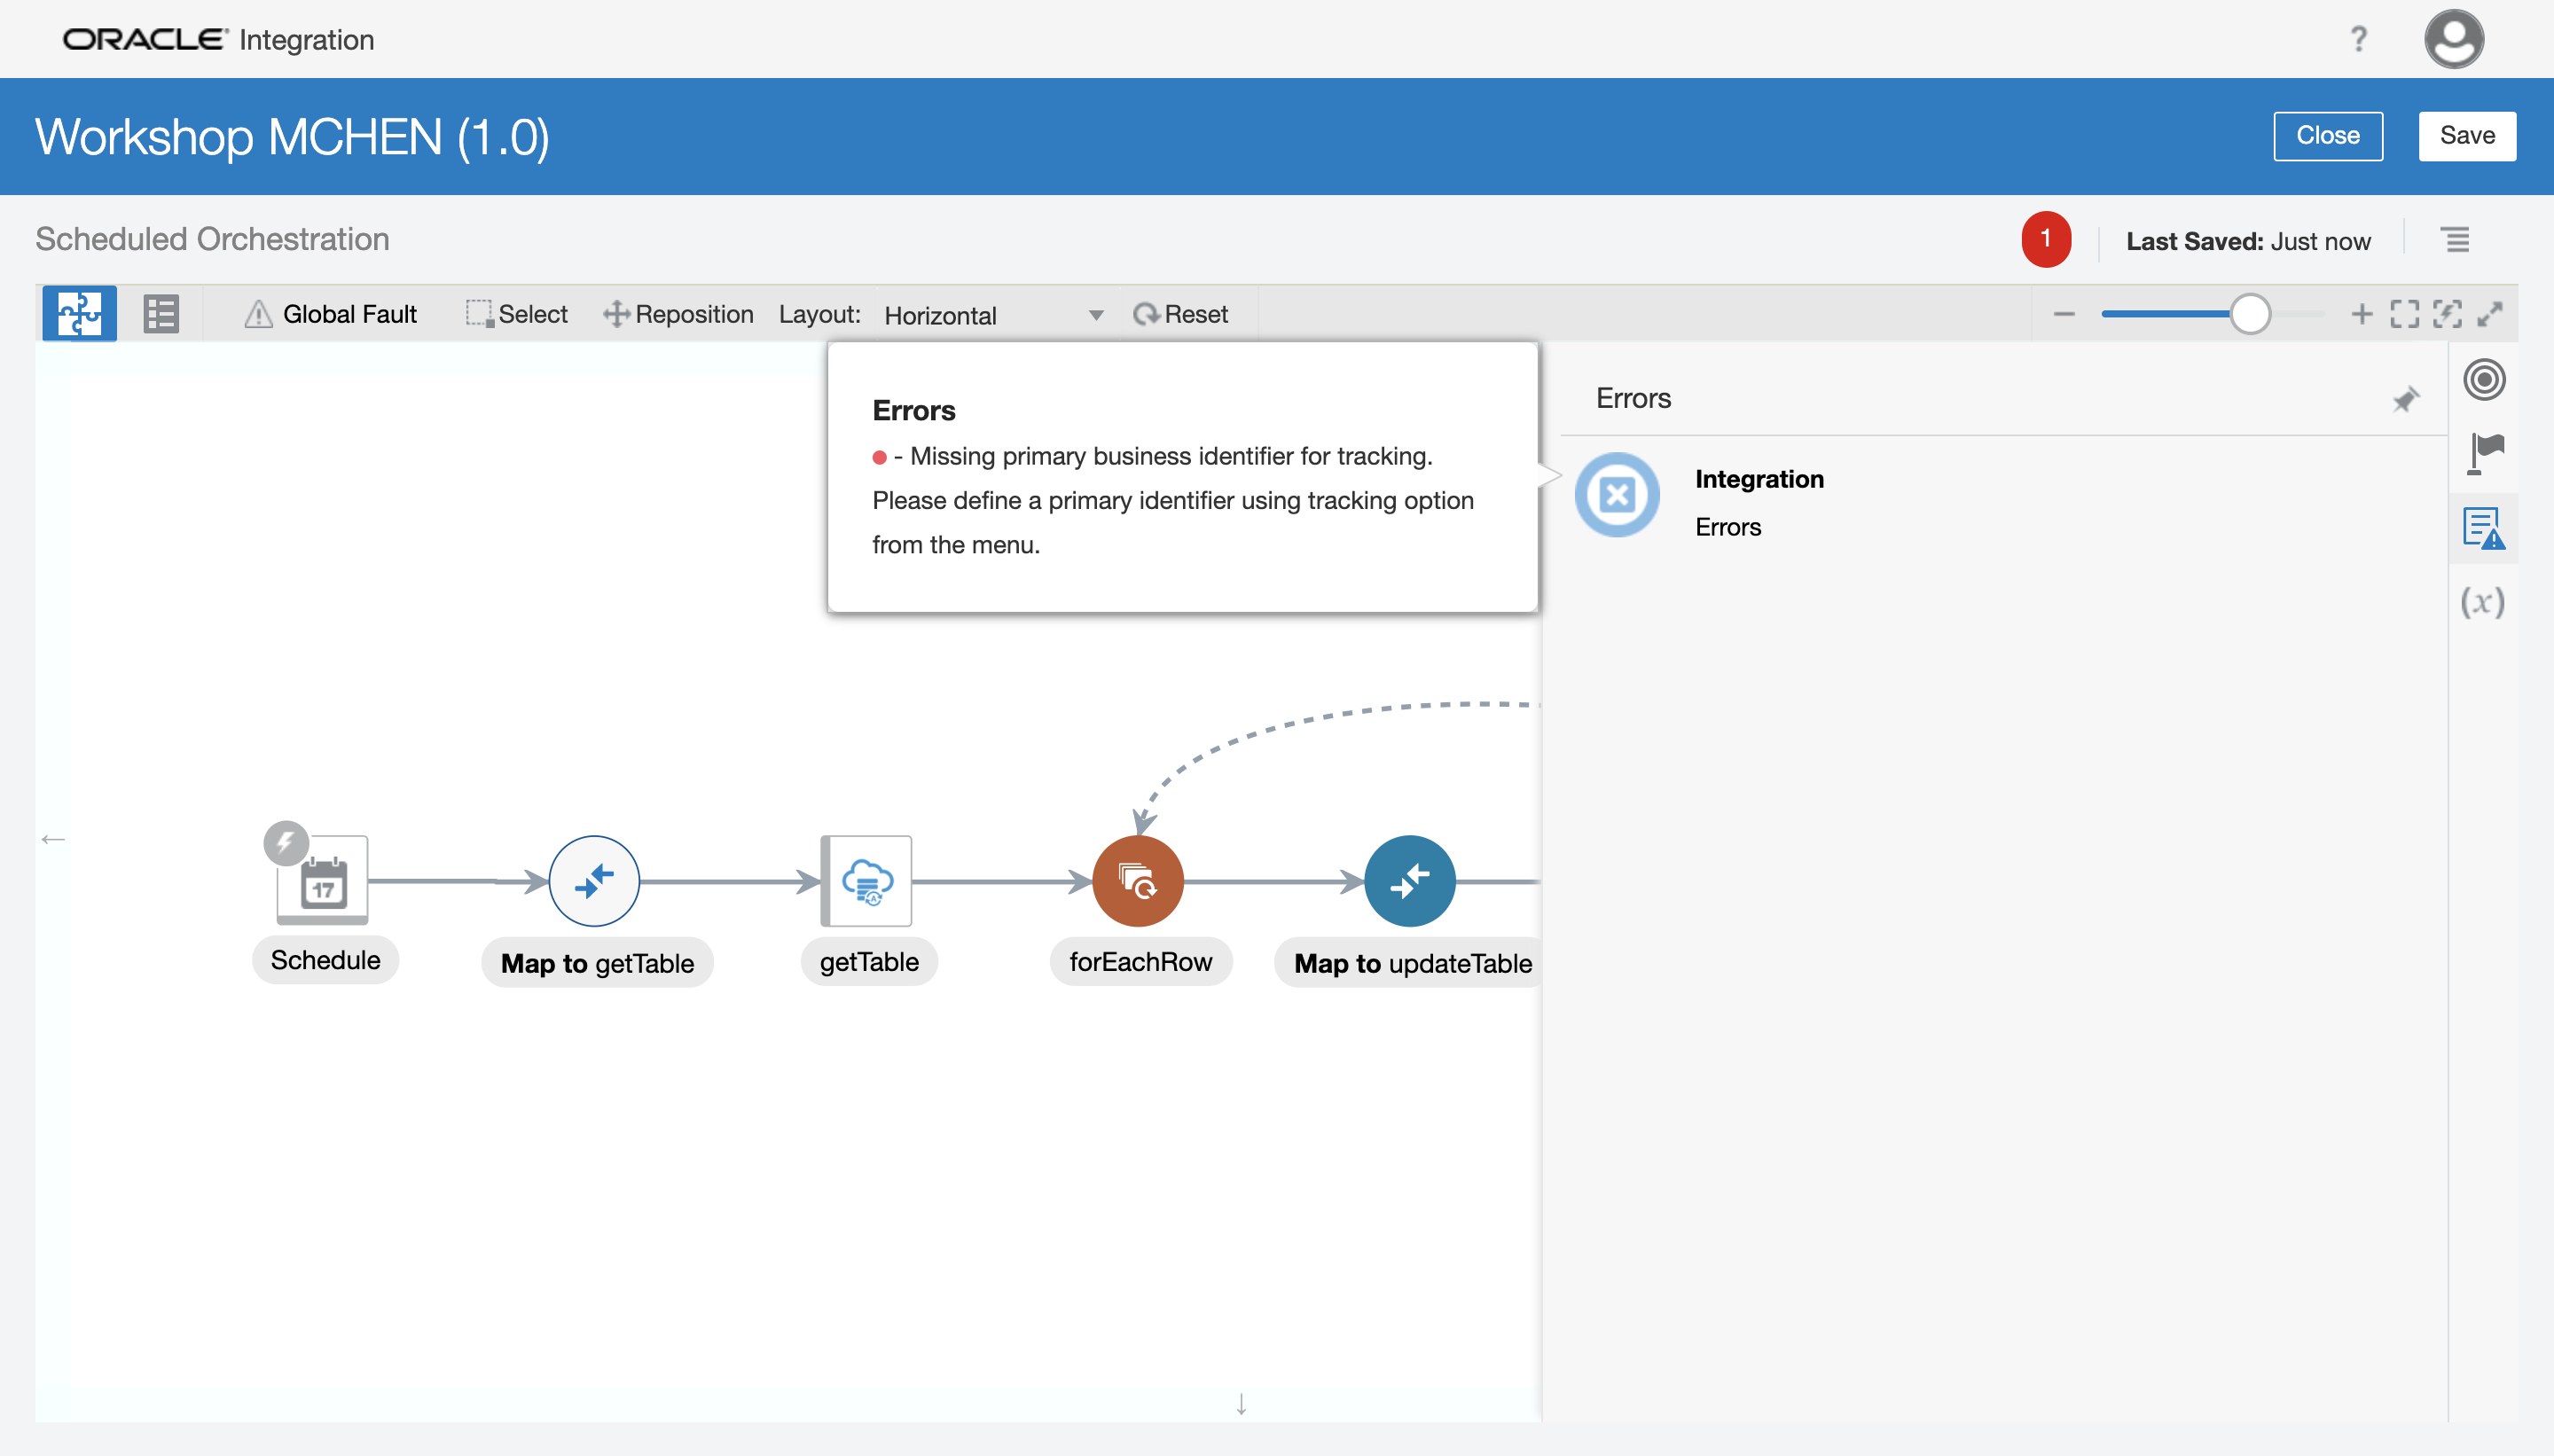 ORACLE Integration
?
Workshop MCHEN (1.0)
Close
Save
Scheduled Orchestration
1
Last Saved: Just now
Global Fault
Select
Reposition
Layout:
Horizontal
Reset
Errors
- Missing primary business identifier for tracking.
Please define a primary identifier using tracking option
from the menu.
Errors
Integration
Errors
(x)
17
Schedule
Map to getTable
getTable
forEachRow
Map to updateTable